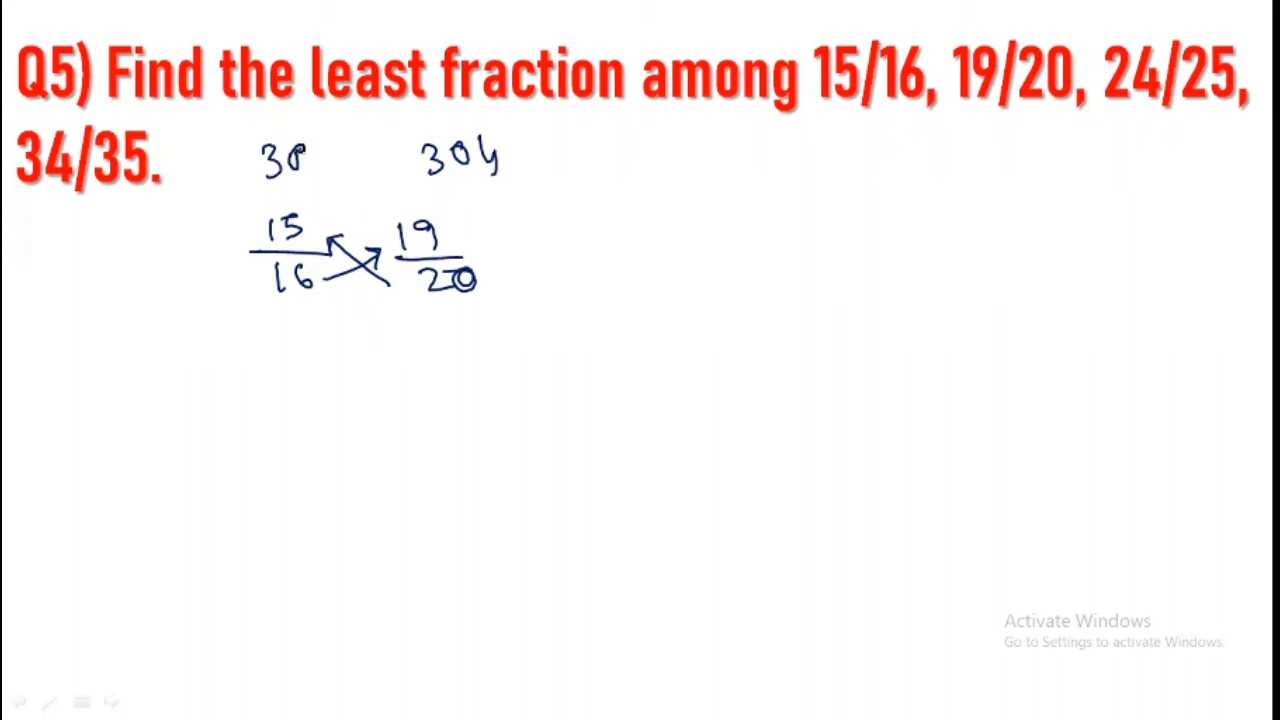 Q5) Find the least fraction among 15/16, 19/20, 24/25,
34/35.
30 304
15 19
16 20
Activate Windows
Go to Settings to activate Windows.